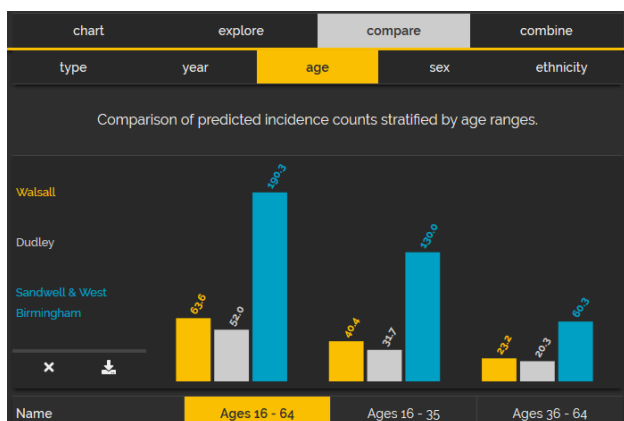 chart explore compare combine
type year age sex ethnicity
Comparison of predicted incidence counts stratified by age ranges.
Walsall
Dudley
Sandwell & West
Birmingham
63.6 52.0 190.3 40.4 31.7 130.0 23.2 20.3 60.3
Name Ages 16 - 64 Ages 16 - 35 Ages 36 - 64